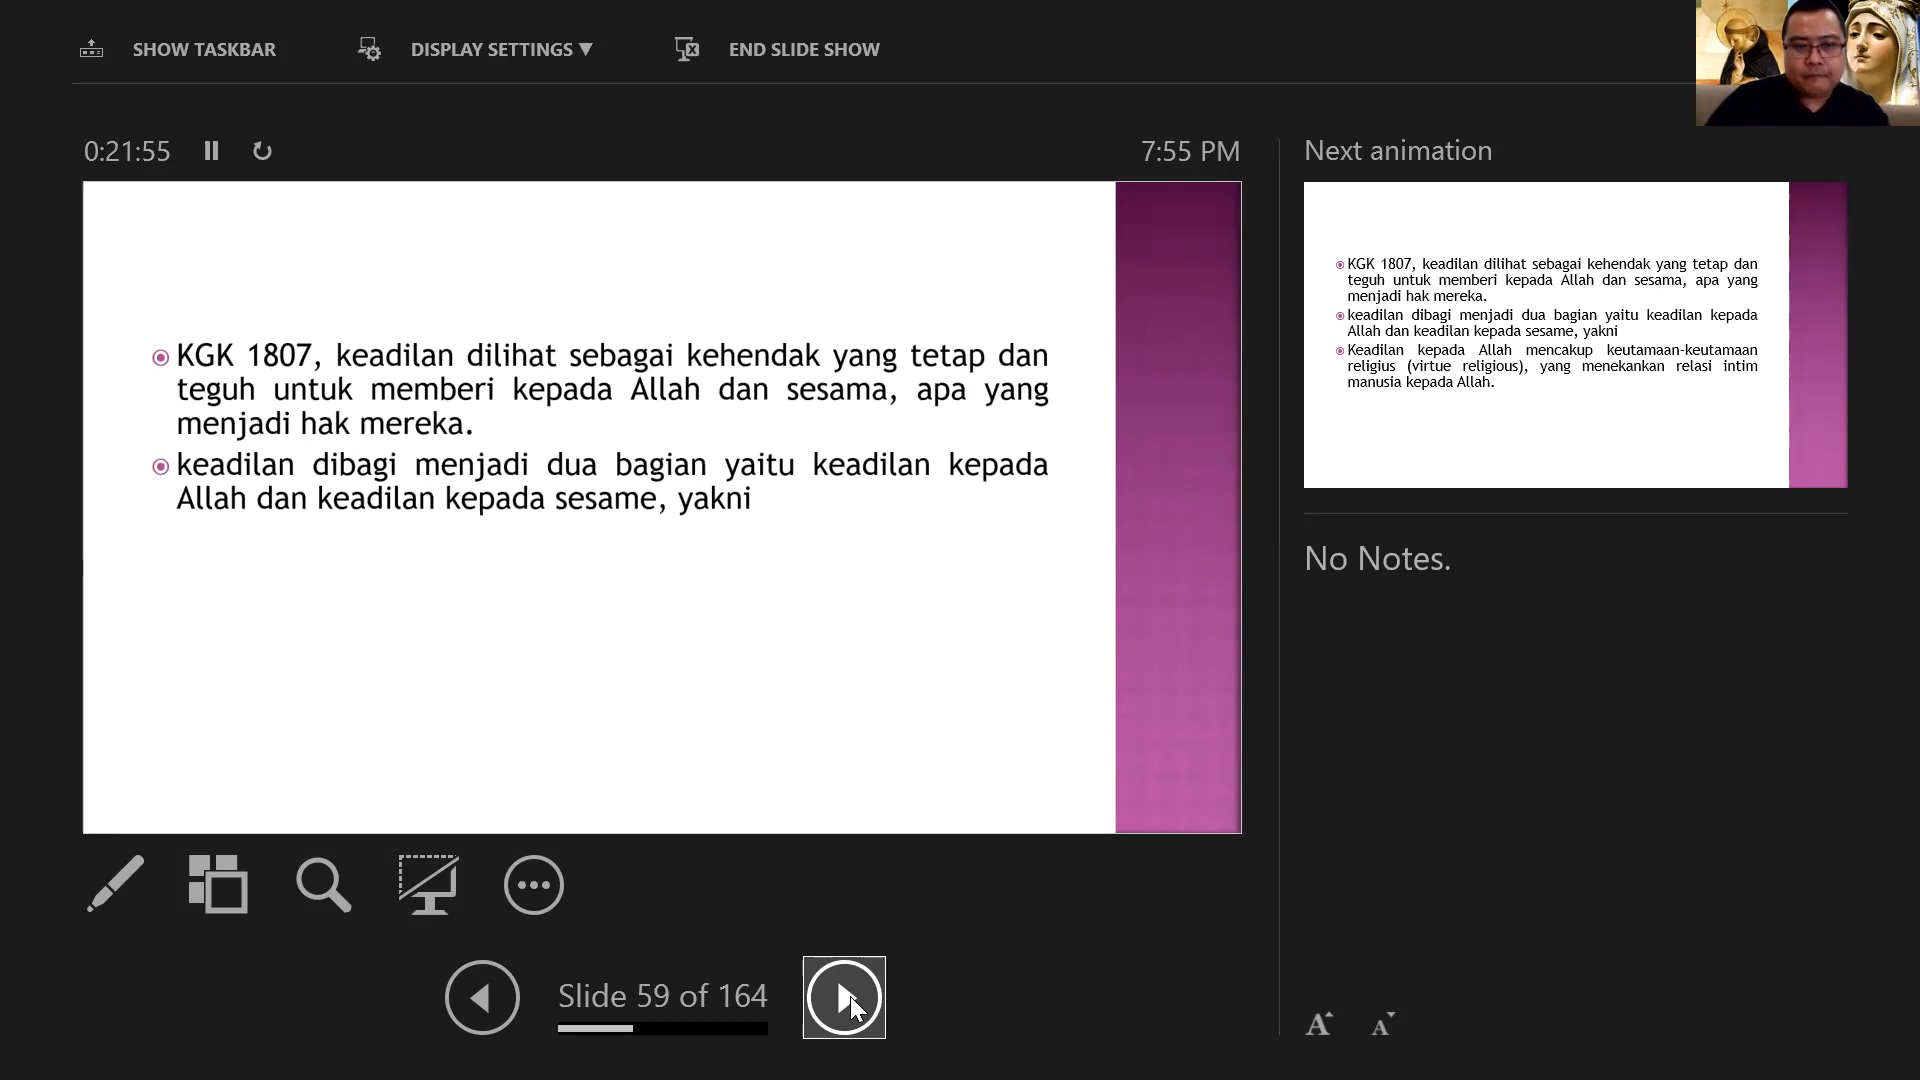 SHOW TASKBAR
DISPLAY SETTINGS ▼
END SLIDE SHOW
0:21:55
7:55 PM
KGK 1807, keadilan dilihat sebagai kehendak yang tetap dan
teguh untuk memberi kepada Allah dan sesama, apa yang
menjadi hak mereka.
keadilan dibagi menjadi dua bagian yaitu keadilan kepada
Allah dan keadilan kepada sesame, yakni
Slide 59 of 164
Next animation
KGK 1807, keadilan dilihat sebagai kehendak yang tetap dan
teguh untuk memberi kepada Allah dan sesama, apa yang
menjadi hak mereka.
keadilan dibagi menjadi dua bagian yaitu keadilan kepada
Allah dan keadilan kepada sesame, yakni
Keadilan kepada Allah mencakup keutamaan-keutamaan
religius (virtue religious), yang menekankan relasi intim
manusia kepada Allah.
No Notes.
A A